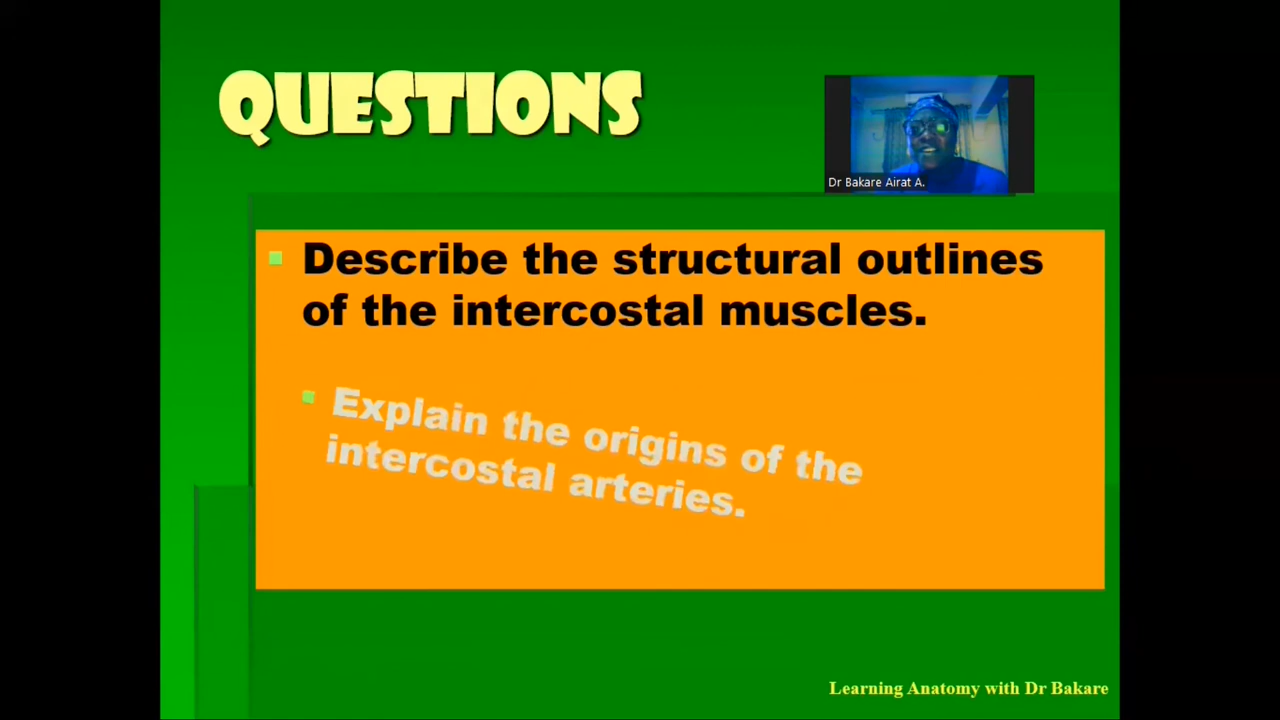 QUESTIONS
Dr Bakare Airat A.
Describe the structural outlines
of the intercostal muscles.
Explain the origins of the
intercostal arteries.
Learning Anatomy with Dr Bakare